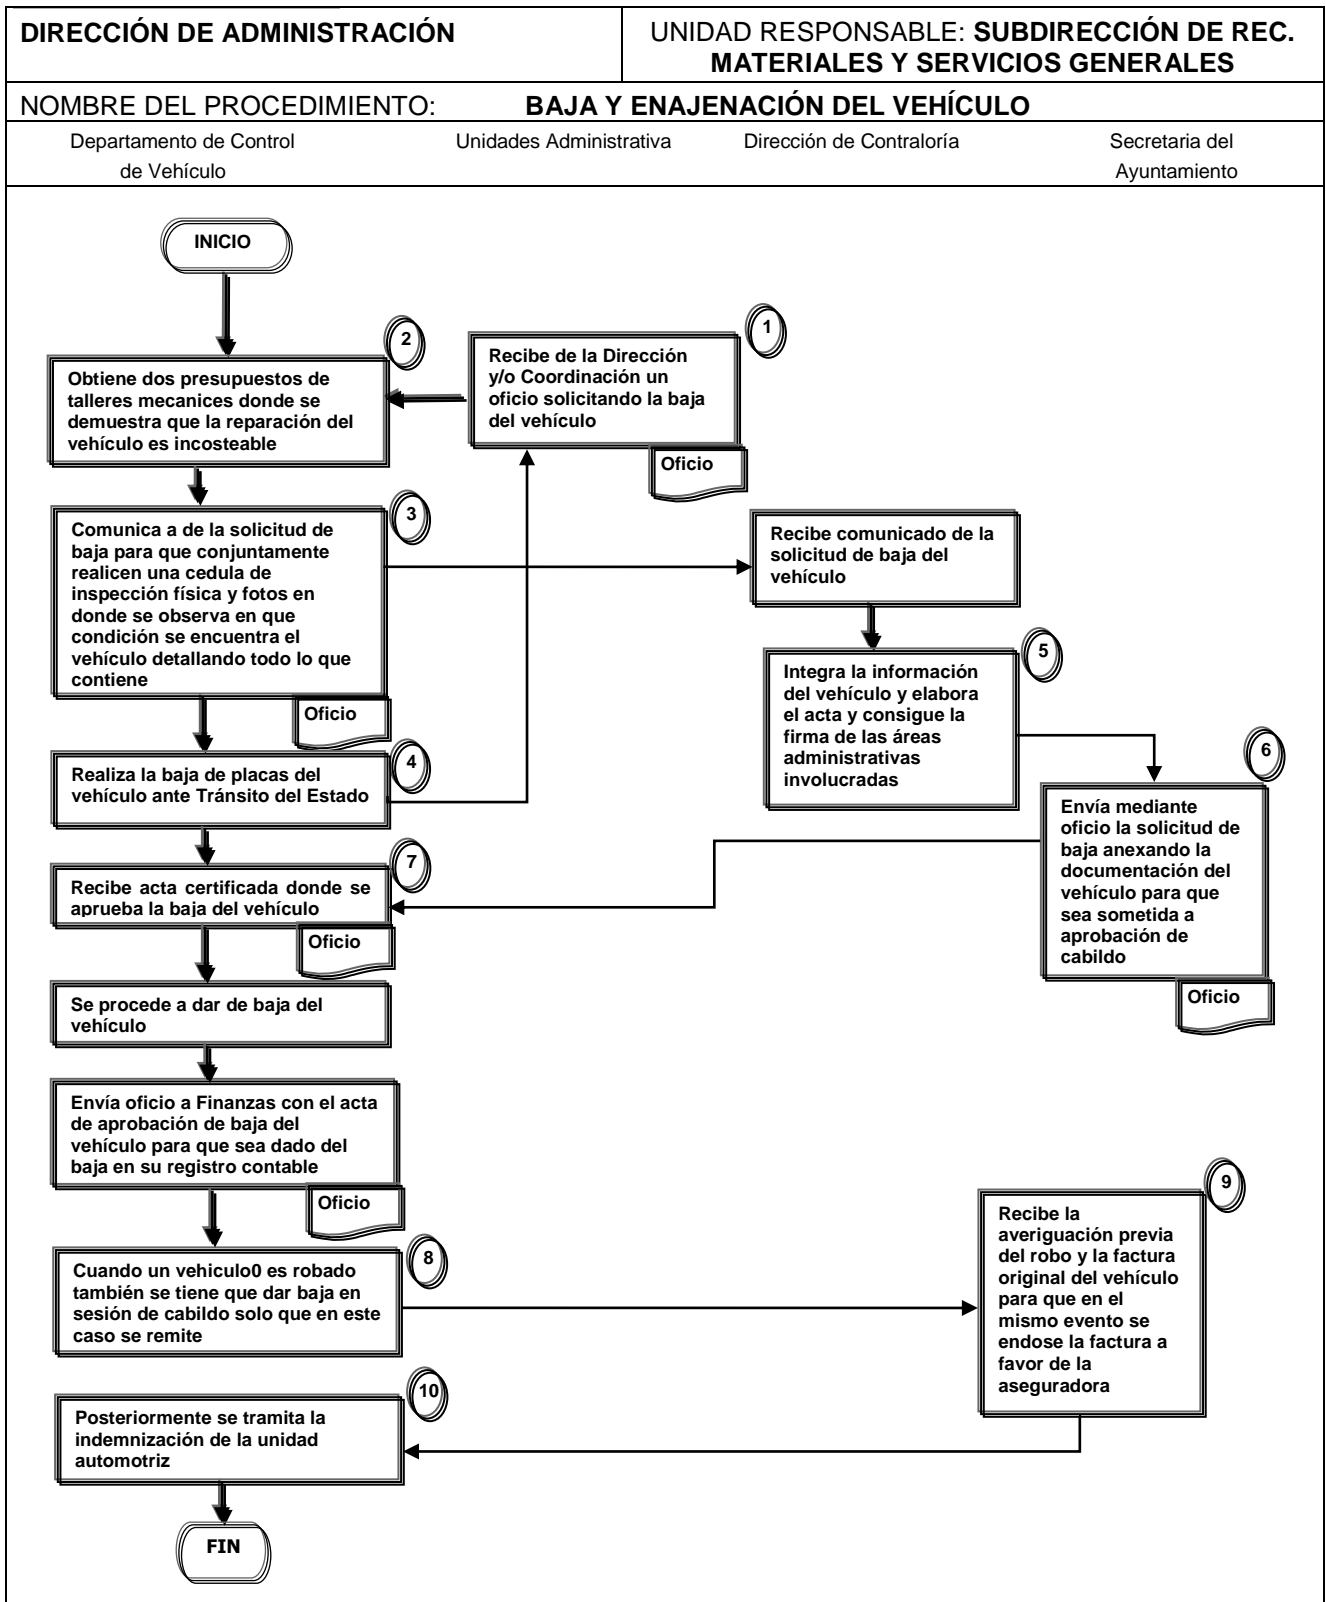 DIRECCIÓN DE ADMINISTRACIÓN
UNIDAD RESPONSABLE: SUBDIRECCIÓN DE REC.
MATERIALES Y SERVICIOS GENERALES
NOMBRE DEL PROCEDIMIENTO: BAJA Y ENAJENACIÓN DEL VEHÍCULO
Departamento de Control
de Vehículo
Unidades Administrativa
Dirección de Contraloría
Secretaria del
Ayuntamiento
INICIO
1
Recibe de la Dirección
y/o Coordinación un
oficio solicitando la baja
del vehículo
Oficio
2
Obtiene dos presupuestos de
talleres mecanices donde se
demuestra que la reparación del
vehículo es incosteable
3
Comunica a de la solicitud de
baja para que conjuntamente
realicen una cedula de
inspección física y fotos en
donde se observa en que
condición se encuentra el
vehículo detallando todo lo que
contiene
Oficio
Recibe comunicado de la
solicitud de baja del
vehículo
4
Realiza la baja de placas del
vehículo ante Tránsito del Estado
5
Integra la información
del vehículo y elabora
el acta y consigue la
firma de las áreas
administrativas
involucradas
6
Envía mediante
oficio la solicitud de
baja anexando la
documentación del
vehículo para que
sea sometida a
aprobación de
cabildo
Oficio
7
Recibe acta certificada donde se
aprueba la baja del vehículo
Oficio
Se procede a dar de baja del
vehículo
Envía oficio a Finanzas con el acta
de aprobación de baja del
vehículo para que sea dado del
baja en su registro contable
Oficio
8
Cuando un vehiculo0 es robado
también se tiene que dar baja en
sesión de cabildo solo que en este
caso se remite
9
Recibe la
averiguación previa
del robo y la factura
original del vehículo
para que en el
mismo evento se
endose la factura a
favor de la
aseguradora
10
Posteriormente se tramita la
indemnización de la unidad
automotriz
FIN